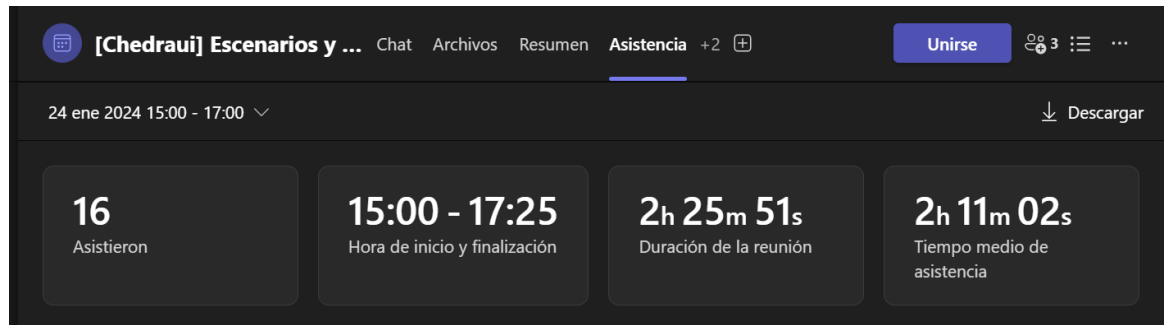 [Chedraui] Escenarios y ... Chat Archivos Resumen Asistencia +2 Unirse 3 ...
24 ene 2024 15:00 - 17:00 Descargar
16
Asistieron
15:00 - 17:25
Hora de inicio y finalización
2h 25m 51s
Duración de la reunión
2h 11m 02s
Tiempo medio de
asistencia